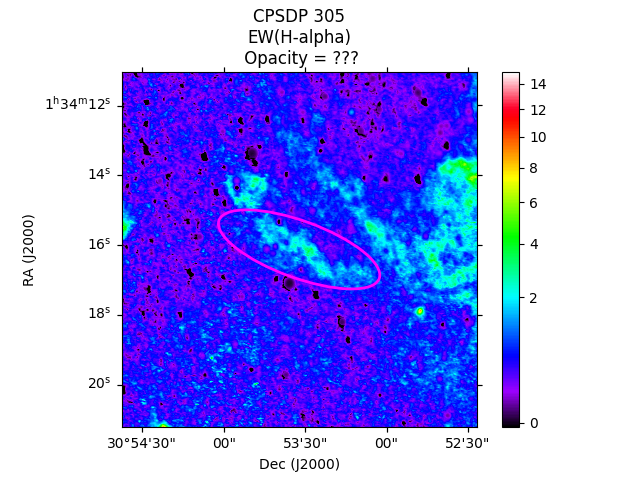 CPSDP 305
EW(H-alpha)
Opacity = ???
1ʰ34ᵐ12ˢ
14ˢ
16ˢ
18ˢ
20ˢ
RA (J2000)
30°54'30" 00" 53'30" 00" 52'30"
Dec (J2000)
14
12
10
8
6
4
2
0